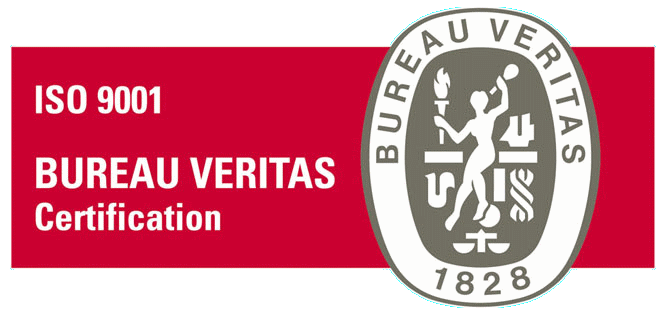 ISO 9001
BUREAU VERITAS
Certification
BUREAU VERITAS
1828